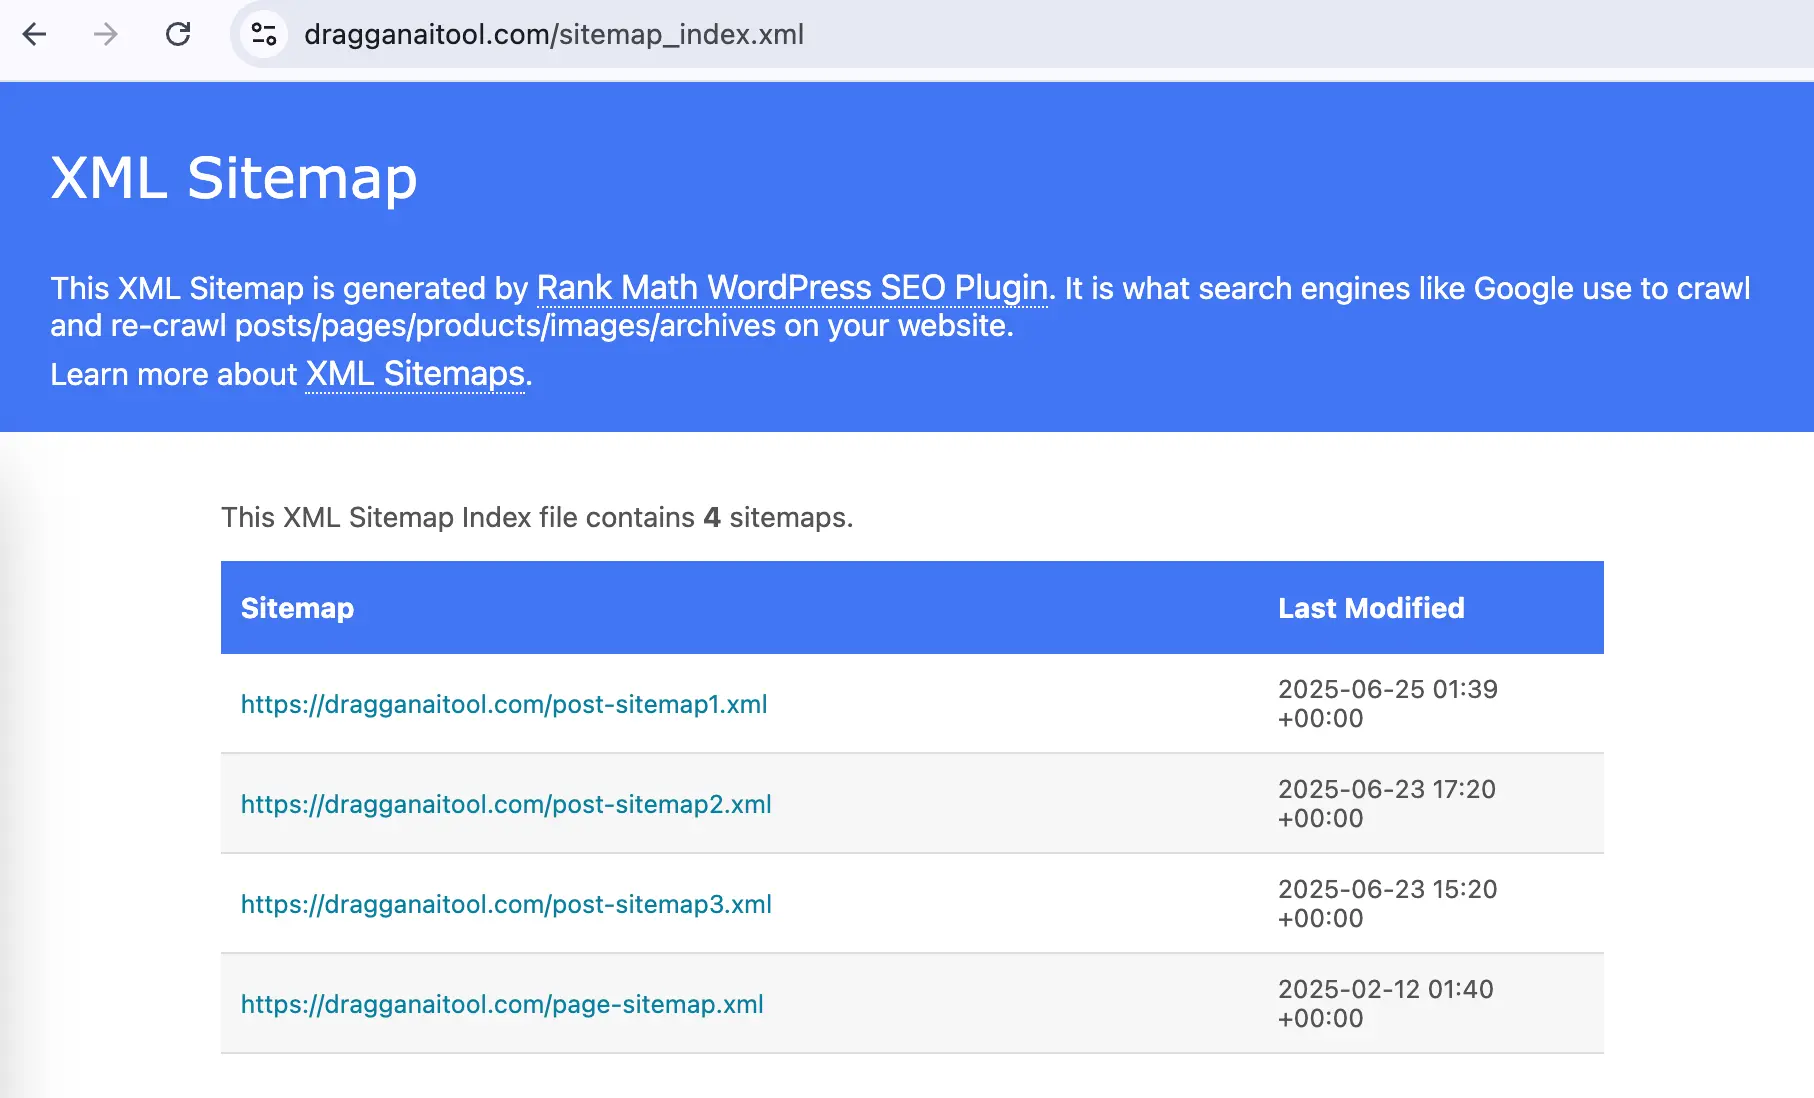 dragganaitool.com/sitemap_index.xml
XML Sitemap
This XML Sitemap is generated by Rank Math WordPress SEO Plugin. It is what search engines like Google use to crawl
and re-crawl posts/pages/products/images/archives on your website.
Learn more about XML Sitemaps.
This XML Sitemap Index file contains 4 sitemaps.
Sitemap Last Modified
https://dragganaitool.com/post-sitemap1.xml 2025-06-25 01:39
+00:00
https://dragganaitool.com/post-sitemap2.xml 2025-06-23 17:20
+00:00
https://dragganaitool.com/post-sitemap3.xml 2025-06-23 15:20
+00:00
https://dragganaitool.com/page-sitemap.xml 2025-02-12 01:40
+00:00